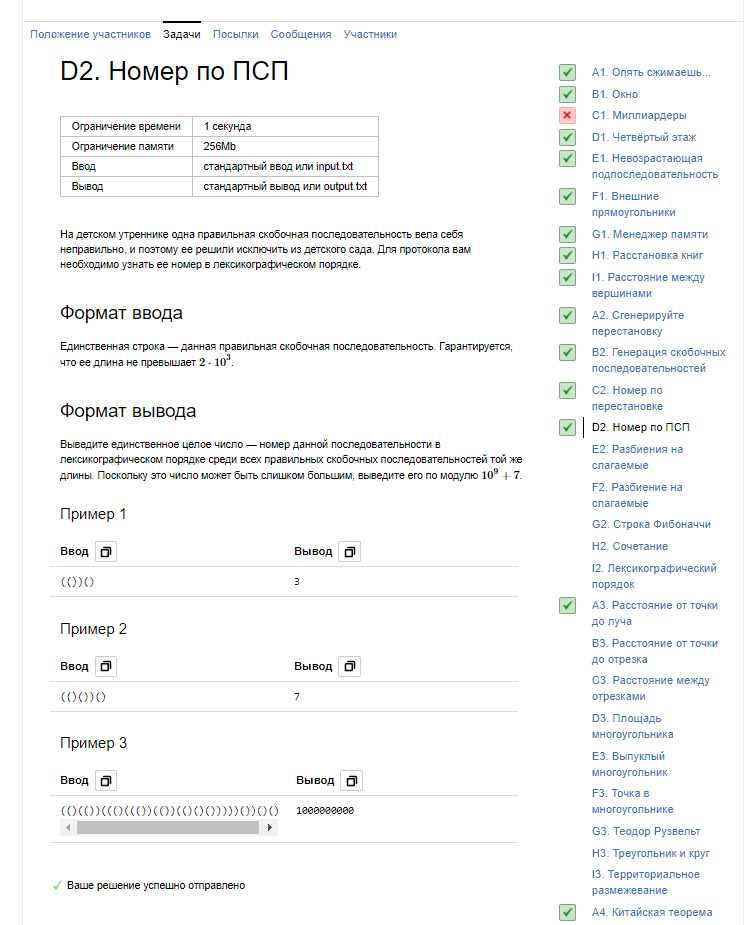 Положение участников Задачи Посылки Сообщения Участники
D2. Номер по ПСП
Ограничение времени 1 секунда
Ограничение памяти 256Mb
Ввод стандартный ввод или input.txt
Вывод стандартный вывод или output.txt
На детском утреннике одна правильная скобочная последовательность вела себя
неправильно, и поэтому ее решили исключить из детского сада. Для протокола вам
необходимо узнать ее номер в лексикографическом порядке.
Формат ввода
Единственная строка — данная правильная скобочная последовательность. Гарантируется,
что ее длина не превышает 2 · 10³.
Формат вывода
Выведите единственное целое число — номер данной последовательности в
лексикографическом порядке среди всех правильных скобочных последовательностей той же
длины. Поскольку это число может быть слишком большим, выведите его по модулю 10⁹ + 7.
Пример 1
Ввод Вывод
(())() 3
Пример 2
Ввод Вывод
(()())() 7
Пример 3
Ввод Вывод
(()(())((()((())(())(()()()))))())()() 1000000000
Ваше решение успешно отправлено
A1. Опять сжимаешь...
B1. Окно
C1. Миллиардеры
D1. Четвёртый этаж
E1. Невозрастающая
подпоследовательность
F1. Внешние
прямоугольники
G1. Менеджер памяти
H1. Расстановка книг
I1. Расстояние между
вершинами
A2. Сгенерируйте
перестановку
B2. Генерация скобочных
последовательностей
C2. Номер по
перестановке
D2. Номер по ПСП
E2. Разбиения на
слагаемые
F2. Разбиение на
слагаемые
G2. Строка Фибоначчи
H2. Сочетание
I2. Лексикографический
порядок
A3. Расстояние от точки
до луча
B3. Расстояние от точки
до отрезка
C3. Расстояние между
отрезками
D3. Площадь
многоугольника
E3. Выпуклый
многоугольник
F3. Точка в
многоугольнике
G3. Теодор Рузвельт
H3. Треугольник и круг
I3. Территориальное
размежевание
A4. Китайская теорема